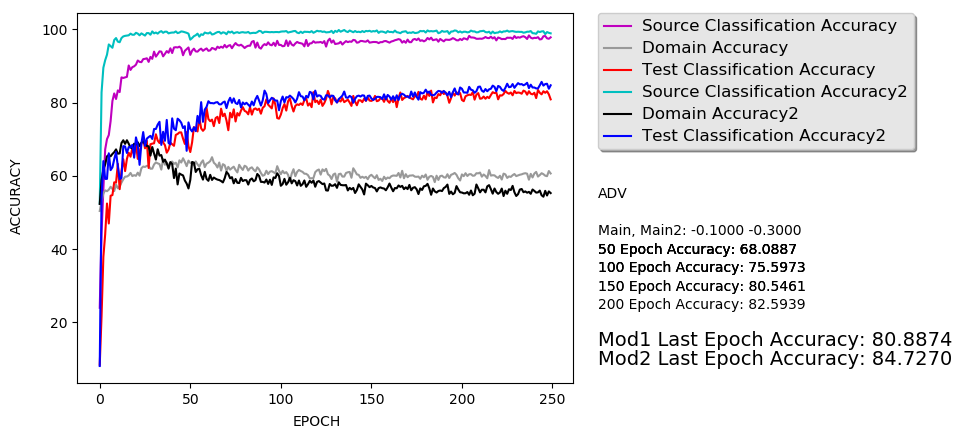 100
80
60
40
20
0
50
100
150
200
250
ACCURACY
EPOCH
Source Classification Accuracy
Domain Accuracy
Test Classification Accuracy
Source Classification Accuracy2
Domain Accuracy2
Test Classification Accuracy2
ADV
Main, Main2: -0.1000 -0.3000
50 Epoch Accuracy: 68.0887
100 Epoch Accuracy: 75.5973
150 Epoch Accuracy: 80.5461
200 Epoch Accuracy: 82.5939
Mod1 Last Epoch Accuracy: 80.8874
Mod2 Last Epoch Accuracy: 84.7270